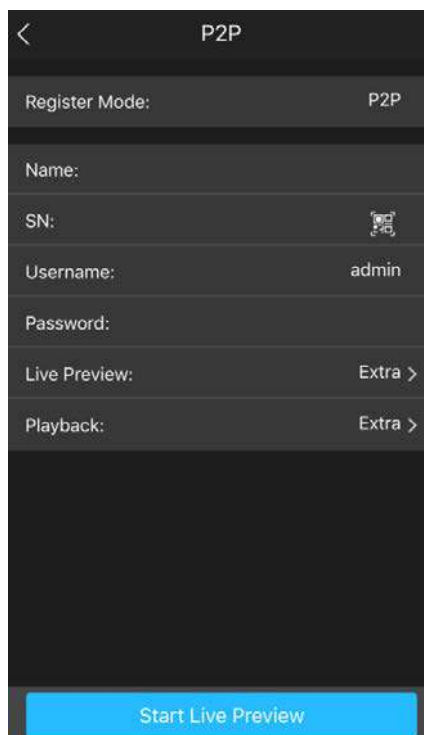 P2P
Register Mode: P2P
Name:
SN:
Username: admin
Password:
Live Preview: Extra >
Playback: Extra >
Start Live Preview